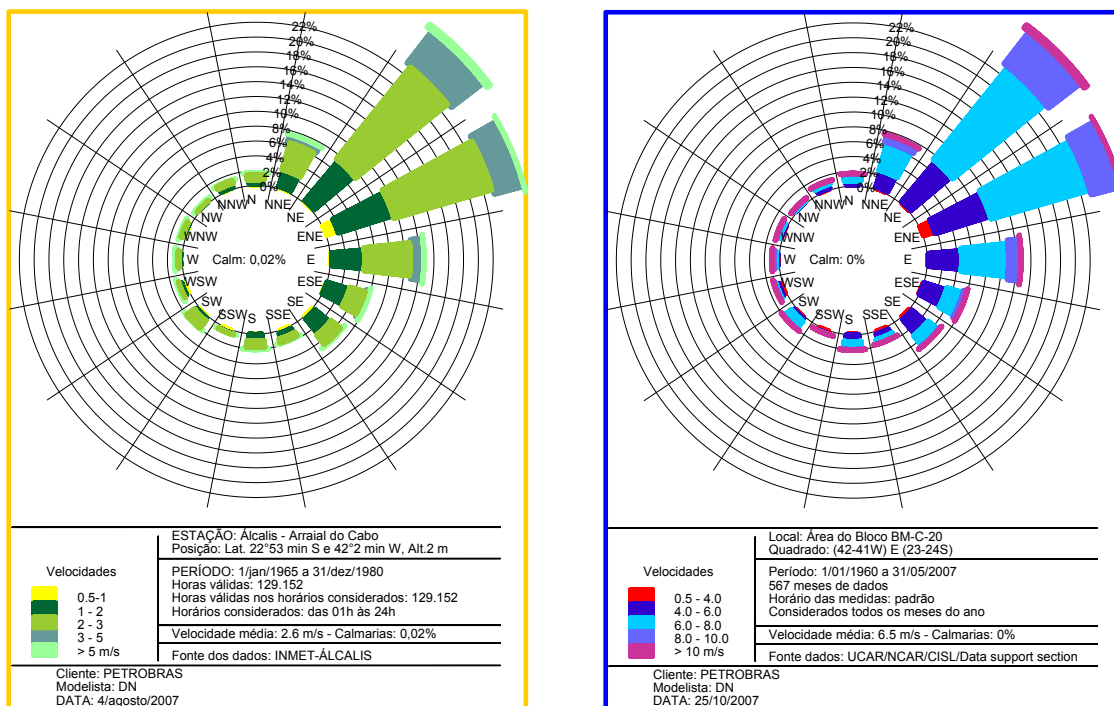 22%
20%
18%
16%
14%
12%
10%
8%
6%
4%
2%
0%
N
NNE
NE
ENE
E
ESE
SE
SSE
S
SSW
SW
WSW
W
WNW
NW
NNW
Calm: 0,02%
ESTAÇÃO: Álcalis - Arraial do Cabo
Posição: Lat. 22°53 min S e 42°2 min W, Alt.2 m
PERÍODO: 1/jan/1965 a 31/dez/1980
Horas válidas: 129.152
Horas válidas nos horários considerados: 129.152
Horários considerados: das 01h às 24h
Velocidade média: 2.6 m/s - Calmarias: 0,02%
Fonte dos dados: INMET-ÁLCALIS
Velocidades
0.5-1
1 - 2
2 - 3
3 - 5
> 5 m/s
Cliente: PETROBRAS
Modelista: DN
DATA: 4/agosto/2007
22%
20%
18%
16%
14%
12%
10%
8%
6%
4%
2%
0%
N
NNE
NE
ENE
E
ESE
SE
SSE
S
SSW
SW
WSW
W
WNW
NW
NNW
Calm: 0%
Local: Área do Bloco BM-C-20
Quadrado: (42-41W) E (23-24S)
Período: 1/01/1960 a 31/05/2007
567 meses de dados
Horário das medidas: padrão
Considerados todos os meses do ano
Velocidade média: 6.5 m/s - Calmarias: 0%
Fonte dados: UCAR/NCAR/CISL/Data support section
Velocidades
0.5 - 4.0
4.0 - 6.0
6.0 - 8.0
8.0 - 10.0
> 10 m/s
Cliente: PETROBRAS
Modelista: DN
DATA: 25/10/2007